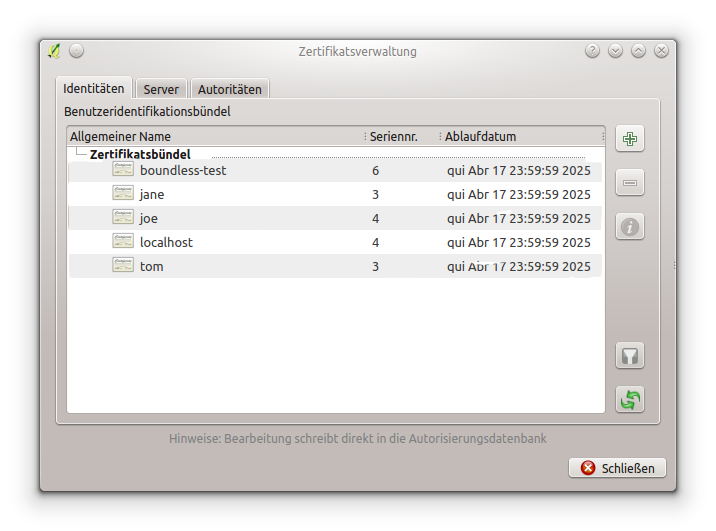 Zertifikatsverwaltung
Identitäten Server Autoritäten
Benutzeridentifikationsbündel
Allgemeiner Name Seriennr. Ablaufdatum
Zertifikatsbündel
boundless-test 6 qui Abr 17 23:59:59 2025
jane 3 qui Abr 17 23:59:59 2025
joe 4 qui Abr 17 23:59:59 2025
localhost 4 qui Abr 17 23:59:59 2025
tom 3 qui Abr 17 23:59:59 2025
Hinweise: Bearbeitung schreibt direkt in die Autorisierungsdatenbank
Schließen